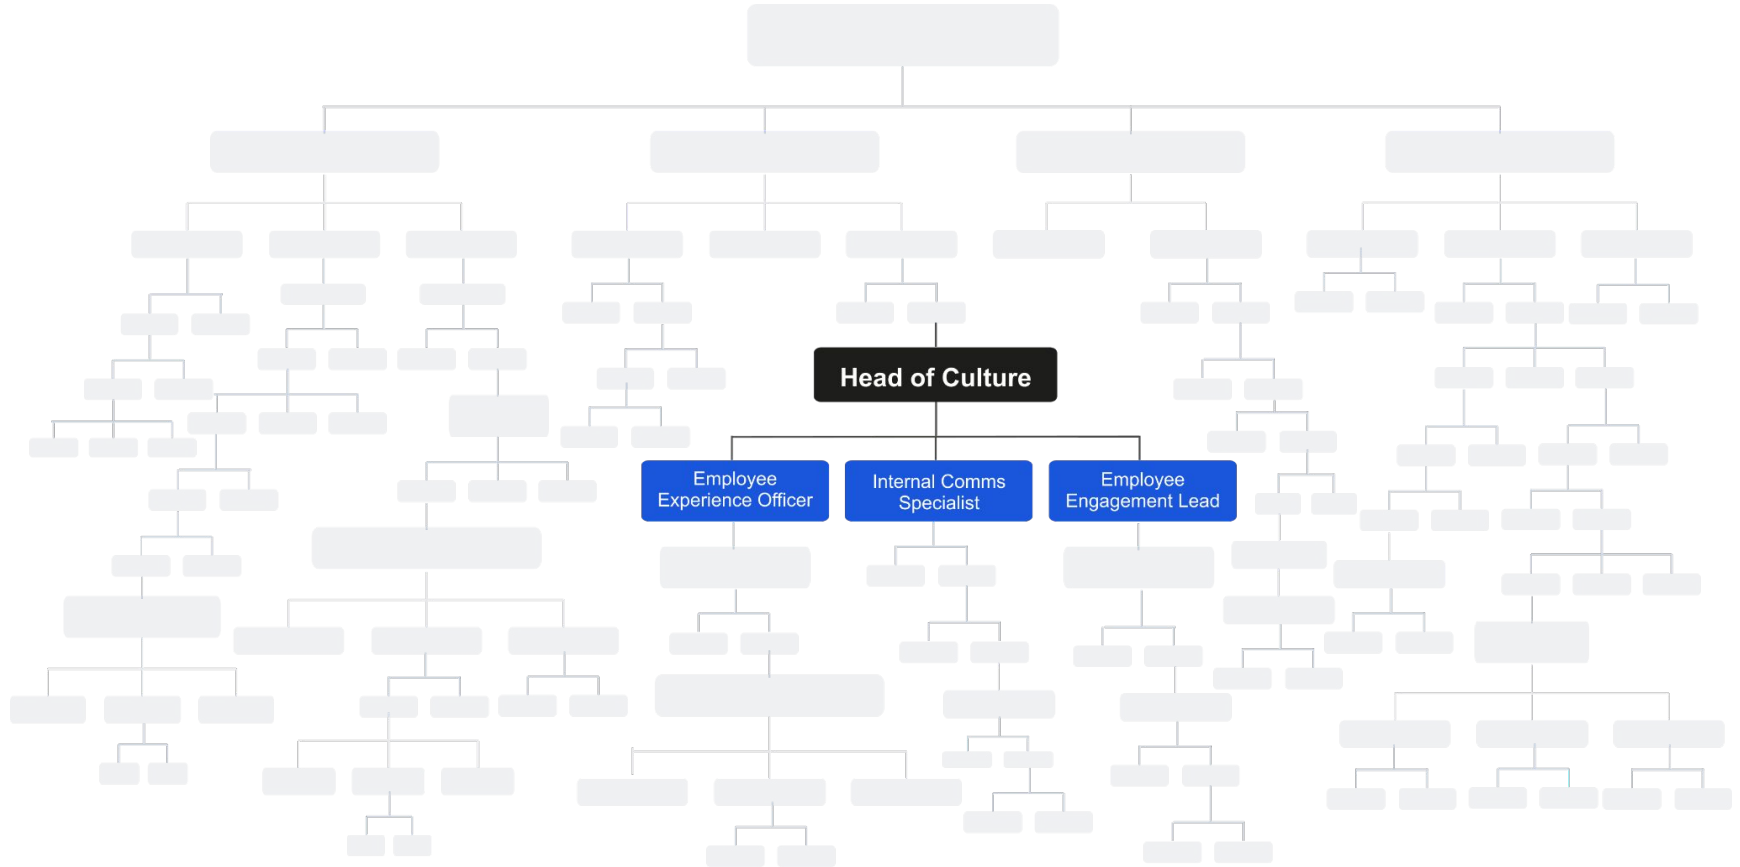 Head of Culture
Employee
Experience Officer
Internal Comms
Specialist
Employee
Engagement Lead